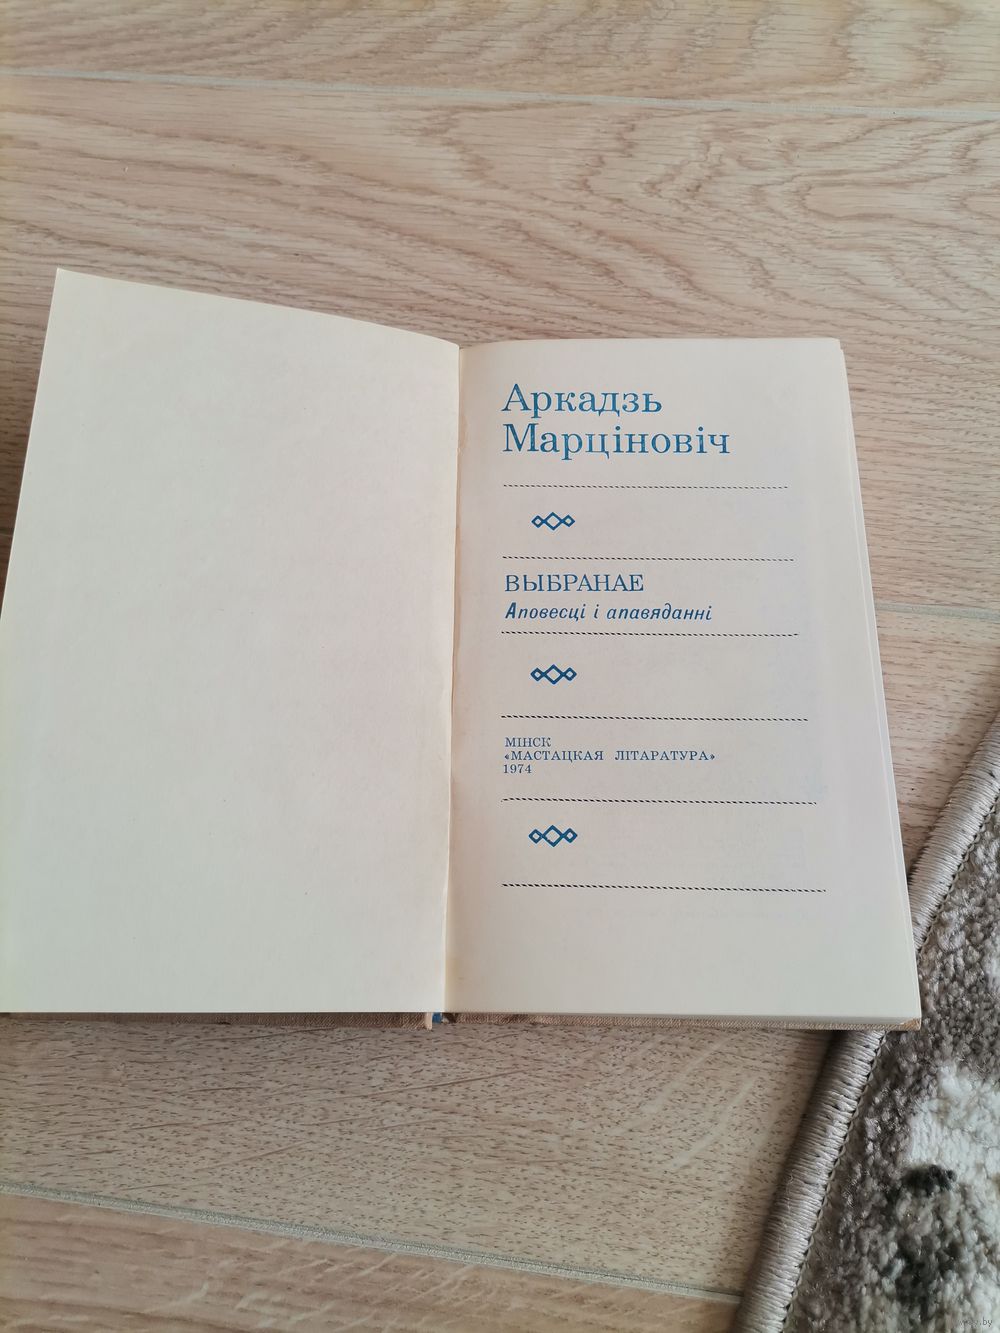 Аркадзь
Марціновіч
ВЫБРАНАЕ
Аповесці і апавяданні
МІНСК
«МАСТАЦКАЯ ЛІТАРАТУРА»
1974